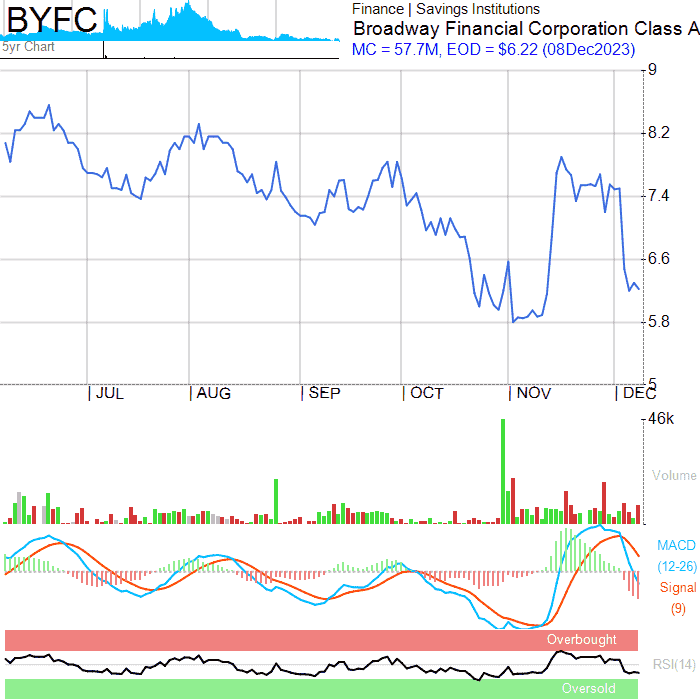 BYFC
5yr Chart
Finance | Savings Institutions
Broadway Financial Corporation Class A
MC = 57.7M, EOD = $6.22 (08Dec2023)
9
8.2
7.4
6.6
5.8
5
JUL AUG SEP OCT NOV DEC
46k
Volume
MACD
(12-26)
Signal
(9)
Overbought
RSI(14)
Oversold